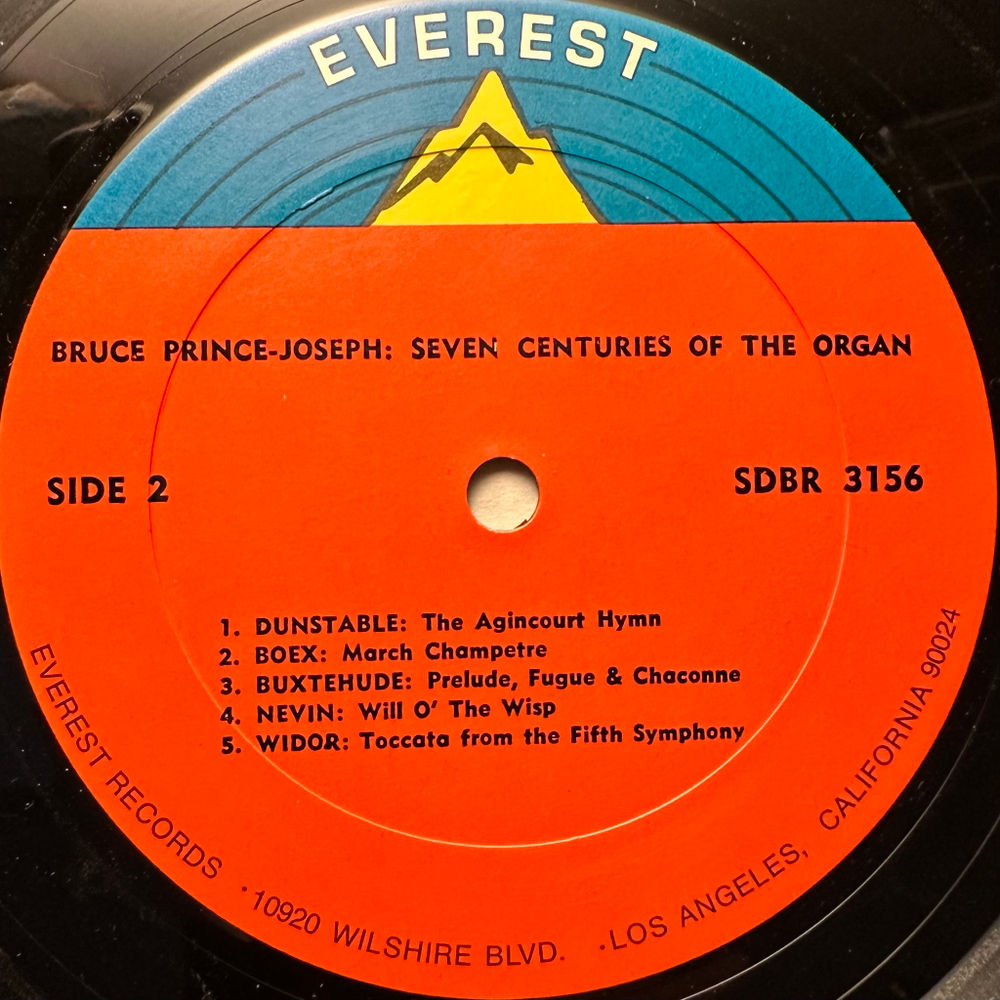 EVEREST
BRUCE PRINCE-JOSEPH: SEVEN CENTURIES OF THE ORGAN
SIDE 2
SDBR 3156
1. DUNSTABLE: The Agincourt Hymn
2. BOEX: March Champetre
3. BUXTEHUDE: Prelude, Fugue & Chaconne
4. NEVIN: Will O' The Wisp
5. WIDOR: Toccata from the Fifth Symphony
EVEREST RECORDS · 10920 WILSHIRE BLVD. · LOS ANGELES, CALIFORNIA 90024